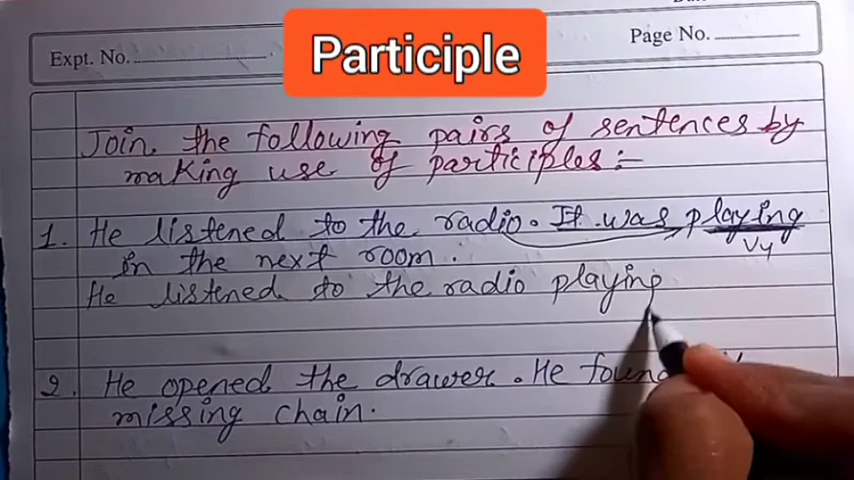 Participle
Expt. No.
Page No.
Join the following pairs of sentences by
making use of participles:-
1. He listened to the radio. It was playing
V4
in the next room.
He listened to the radio playing
2. He opened the drawer. He found
missing chain.